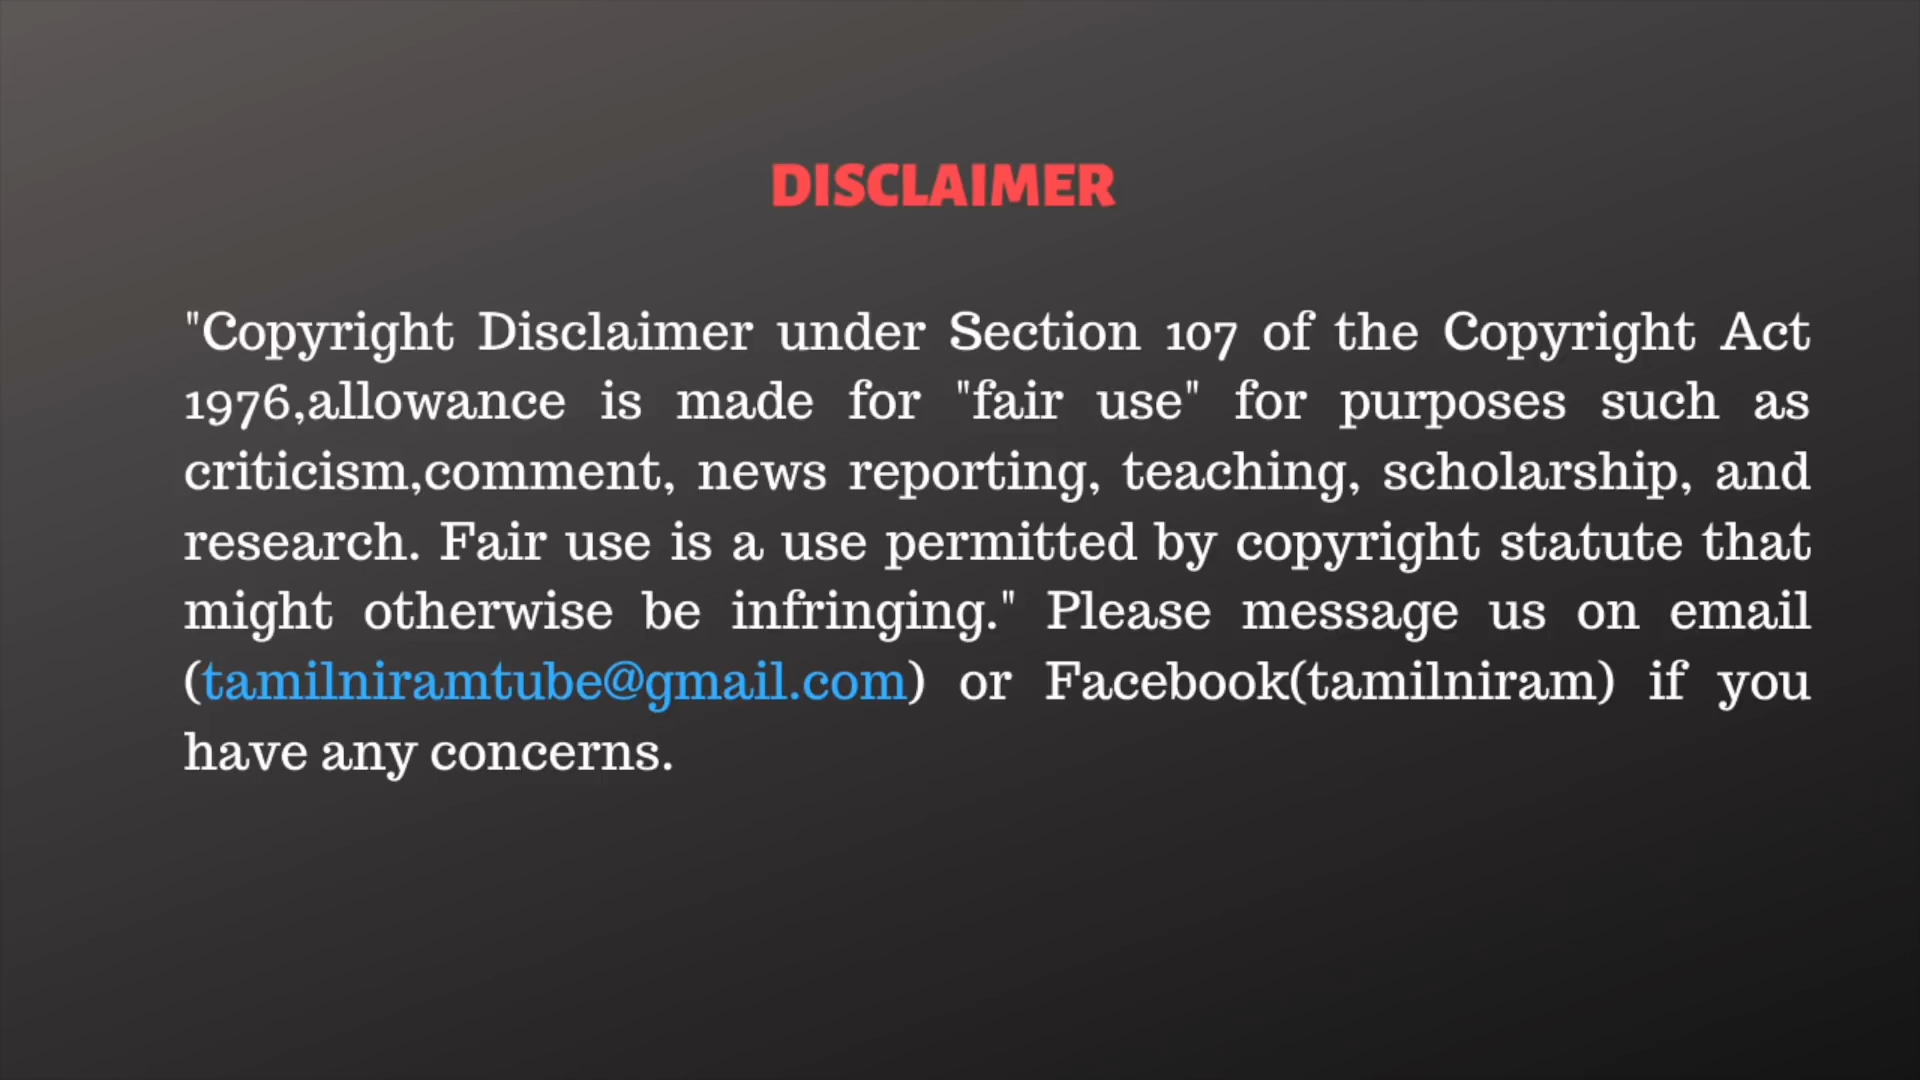 DISCLAIMER
"Copyright Disclaimer under Section 107 of the Copyright Act
1976,allowance is made for "fair use" for purposes such as
criticism,comment, news reporting, teaching, scholarship, and
research. Fair use is a use permitted by copyright statute that
might otherwise be infringing." Please message us on email
(tamilniramtube@gmail.com) or Facebook(tamilniram) if you
have any concerns.